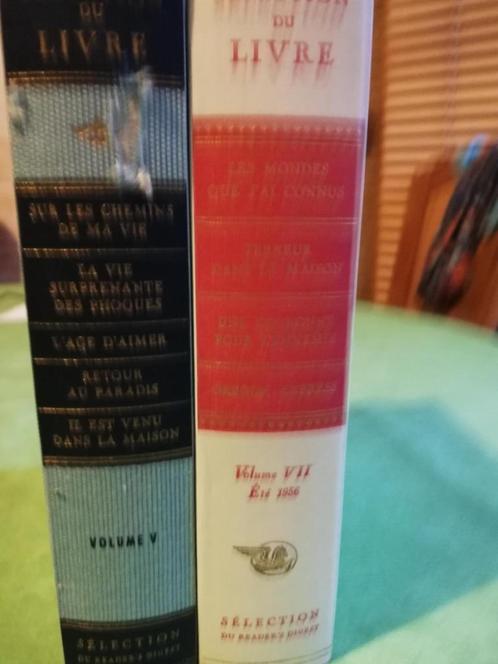 DU
LIVRE
SUR LES CHEMINS
DE MA VIE
LA VIE
SURPRENANTE
DES PHOQUES
L'AGE D'AIMER
RETOUR
AU PARADIS
IL EST VENU
DANS LA MAISON
VOLUME V
SÉLECTION
DU READER'S DIGEST
DU
LIVRE
LES MONDES
QUE J'AI CONNUS
TERREUR
DANS LA MAISON
POUR
EXPRESS
Volume VII
Été 1956
SÉLECTION
DU READER'S DIGEST